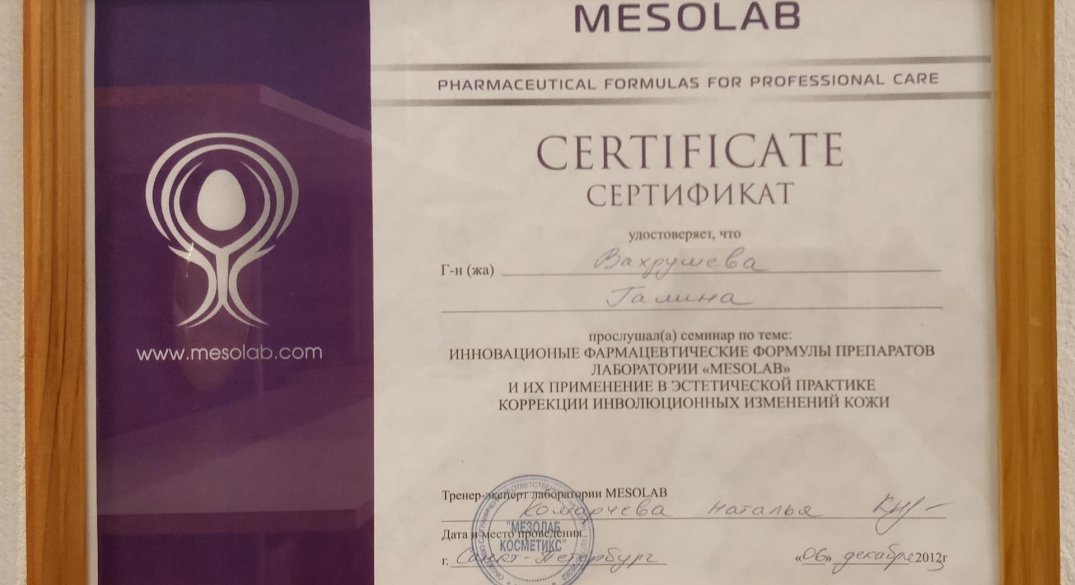 MESOLAB
PHARMACEUTICAL FORMULAS FOR PROFESSIONAL CARE
CERTIFICATE
СЕРТИФИКАТ
удостоверяет, что
Г-н (жа) Вахрушева
Галина
прослушал(а) семинар по теме:
ИННОВАЦИОНЫЕ ФАРМАЦЕВТИЧЕСКИЕ ФОРМУЛЫ ПРЕПАРАТОВ
ЛАБОРАТОРИИ «MESOLAB»
И ИХ ПРИМЕНЕНИЕ В ЭСТЕТИЧЕСКОЙ ПРАКТИКЕ
КОРРЕКЦИИ ИНВОЛЮЦИОННЫХ ИЗМЕНЕНИЙ КОЖИ
www.mesolab.com
Тренер-эксперт лаборатории MESOLAB
Комарчева Наталья
Дата и место проведения
г. Санкт-Петербург «06» декабря 2012г
"МЕЗОЛАБ
КОСМЕТИКС"